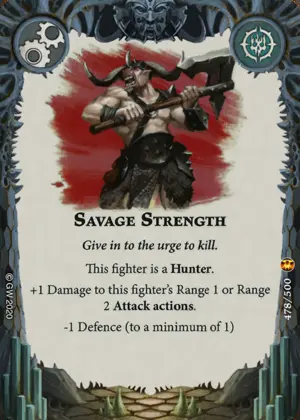 SAVAGE STRENGTH
Give in to the urge to kill.
This fighter is a Hunter.
+1 Damage to this fighter's Range 1 or Range
2 Attack actions.
-1 Defence (to a minimum of 1)
© GW 2020
478/500